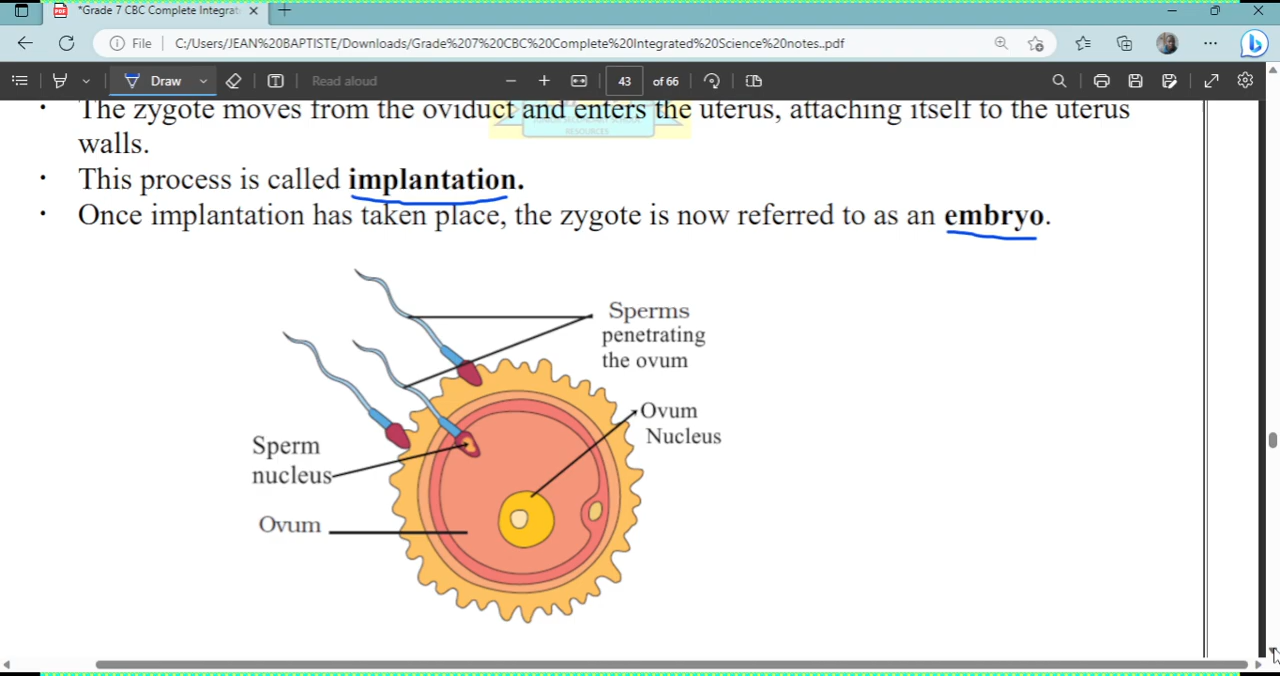 *Grade 7 CBC Complete Integrat
File
C:/Users/JEAN%20BAPTISTE/Downloads/Grade%207%20CBC%20Complete%20Integrated%20Science%20notes..pdf
Draw
Read aloud
43 of 66
RESOURCES
· The zygote moves from the oviduct and enters the uterus, attaching itself to the uterus
walls.
· This process is called implantation.
· Once implantation has taken place, the zygote is now referred to as an embryo.
Sperms
penetrating
the ovum
Ovum
Nucleus
Sperm
nucleus
Ovum